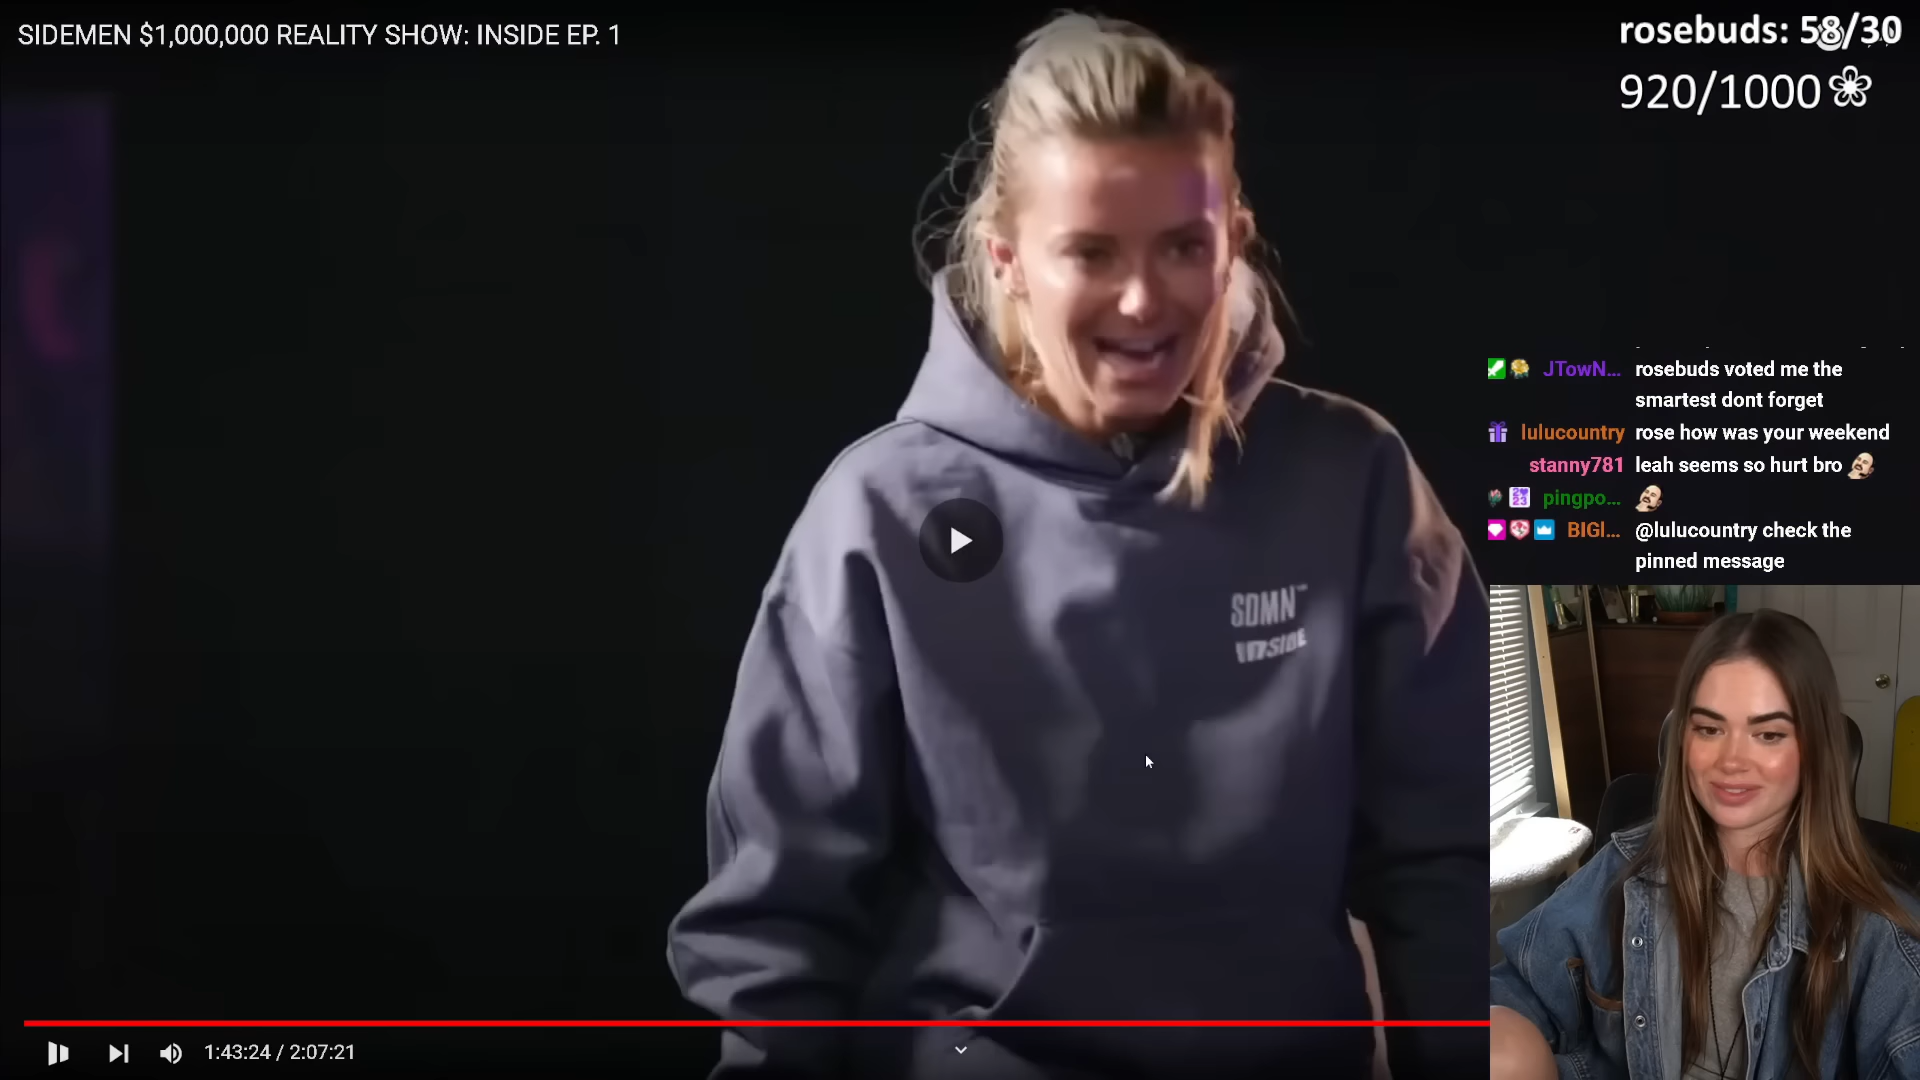 SIDEMEN $1,000,000 REALITY SHOW: INSIDE EP. 1
rosebuds: 58/30
920/1000
JTowN... rosebuds voted me the
smartest dont forget
lulucountry rose how was your weekend
stanny781 leah seems so hurt bro
pingpo...
BIGl... @lulucountry check the
pinned message
SDMN
INSIDE
1:43:24 / 2:07:21